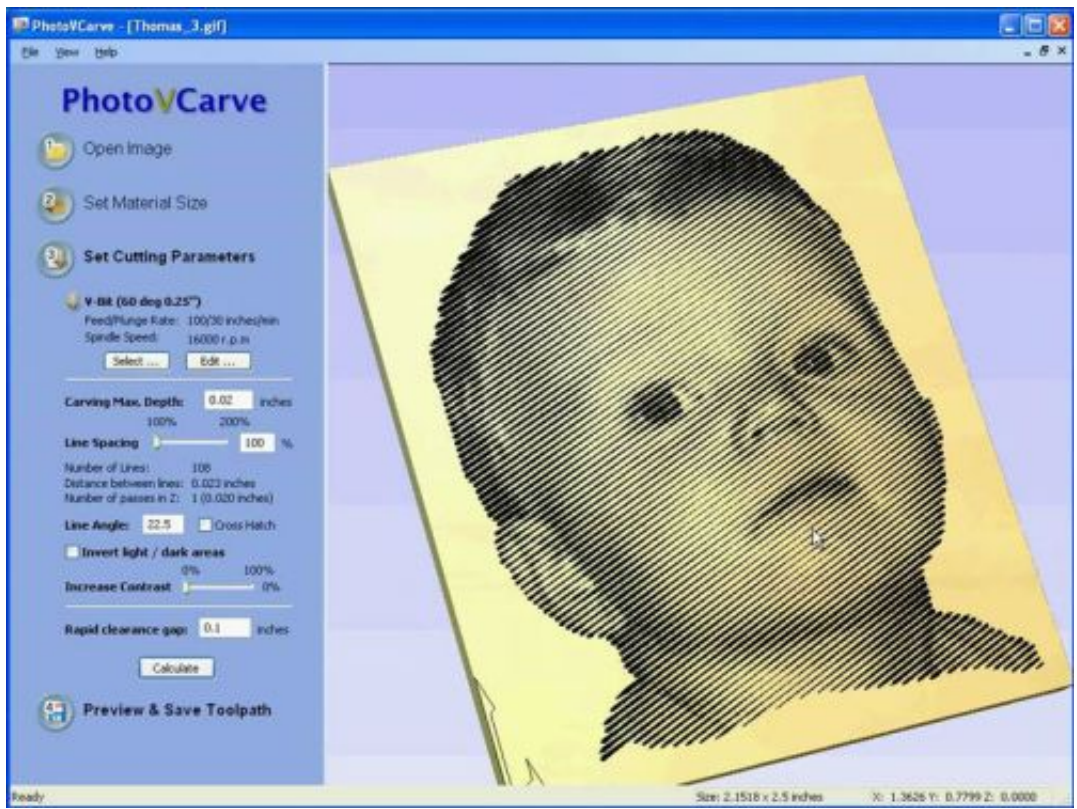 PhotoVCarve - [Thomas_3.gif]
File View Help
PhotoVCarve
1 Open Image
2 Set Material Size
3 Set Cutting Parameters
V-Bit (60 deg 0.25")
Feed/Plunge Rate: 100/30 inches/min
Spindle Speed: 16000 r.p.m
Select ... Edit ...
Carving Max. Depth: 0.02 inches
100% 200%
Line Spacing 100 %
Number of Lines: 108
Distance between lines: 0.023 inches
Number of passes in Z: 1 (0.020 inches)
Line Angle: 22.5 Cross Hatch
Invert light / dark areas
0% 100%
Increase Contrast 0%
Rapid clearance gap: 0.1 inches
Calculate
4 Preview & Save Toolpath
Ready Size: 2.1518 x 2.5 inches X: 1.3626 Y: 0.7799 Z: 0.0000